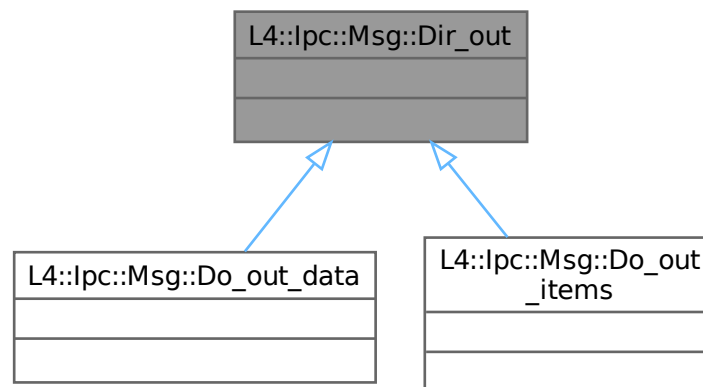 L4::Ipc::Msg::Dir_out
L4::Ipc::Msg::Do_out_data
L4::Ipc::Msg::Do_out
_items